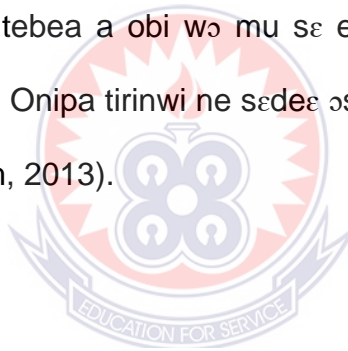 tebea a obi wɔ mu sɛ e
Onipa tirinwi ne sɛdeɛ ɔs
, 2013).
EDUCATION FOR SERVICE